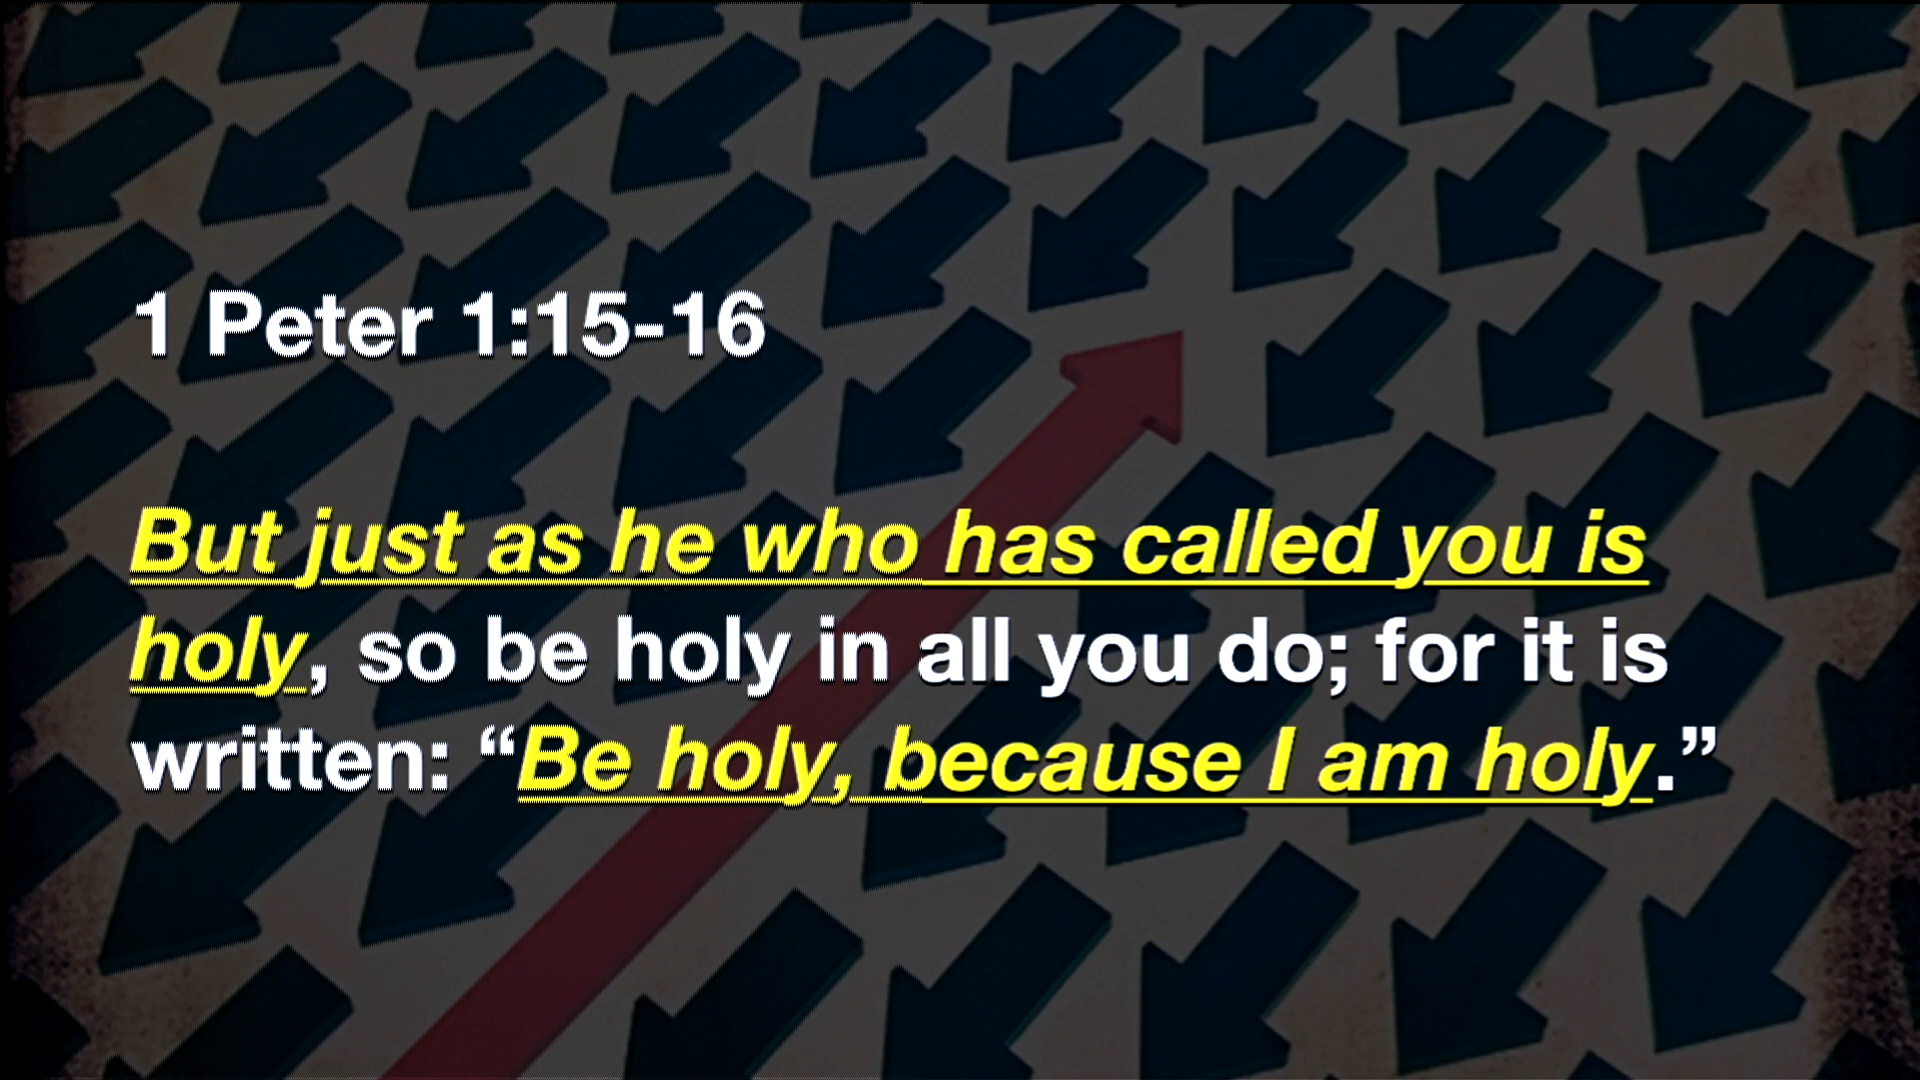 1 Peter 1:15-16
But just as he who has called you is
holy, so be holy in all you do; for it is
written: “Be holy, because I am holy.”